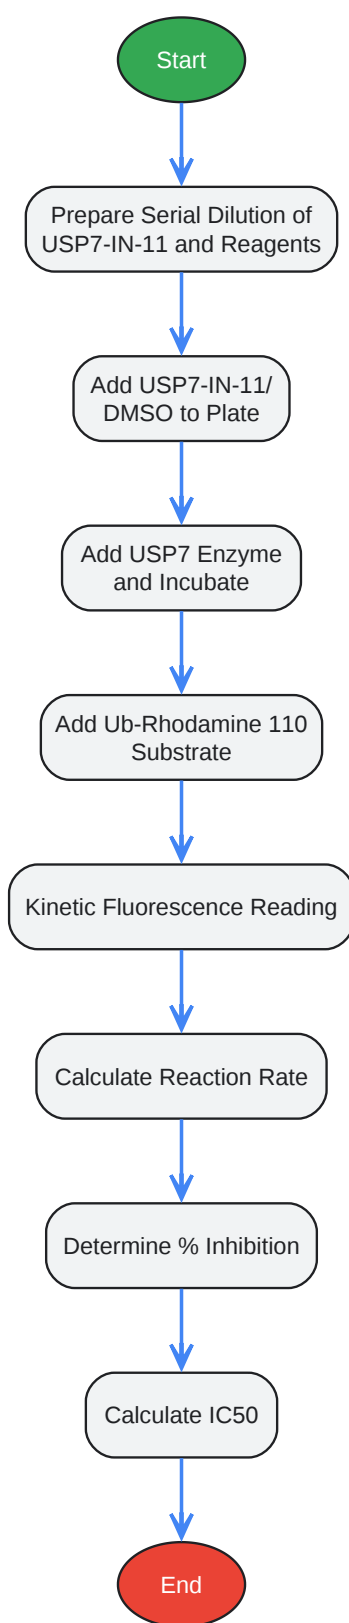 Start
Prepare Serial Dilution of
USP7-IN-11 and Reagents
Add USP7-IN-11/
DMSO to Plate
Add USP7 Enzyme
and Incubate
Add Ub-Rhodamine 110
Substrate
Kinetic Fluorescence Reading
Calculate Reaction Rate
Determine % Inhibition
Calculate IC50
End